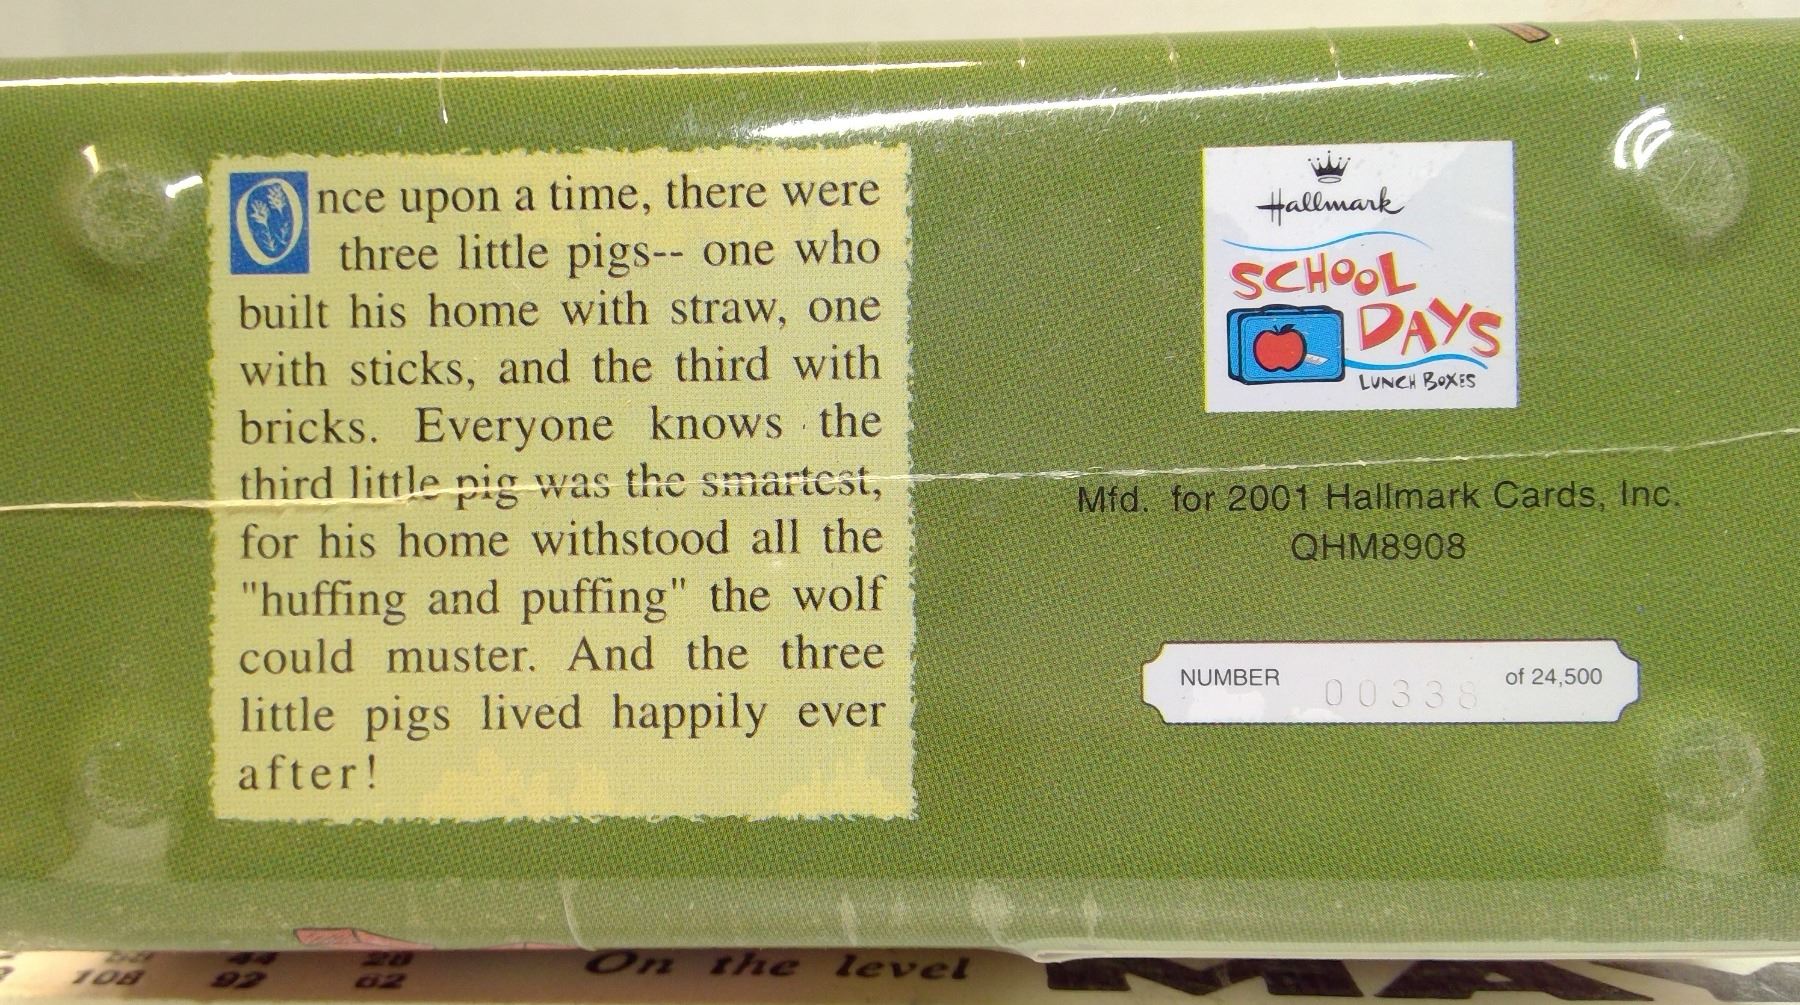 Once upon a time, there were
three little pigs-- one who
built his home with straw, one
with sticks, and the third with
bricks. Everyone knows the
third little pig was the smartest,
for his home withstood all the
"huffing and puffing" the wolf
could muster. And the three
little pigs lived happily ever
after!
Hallmark
SCHOOL
DAYS
LUNCH BOXES
Mfd. for 2001 Hallmark Cards, Inc.
QHM8908
NUMBER 00338 of 24,500
44 20
108 92 62
On the level